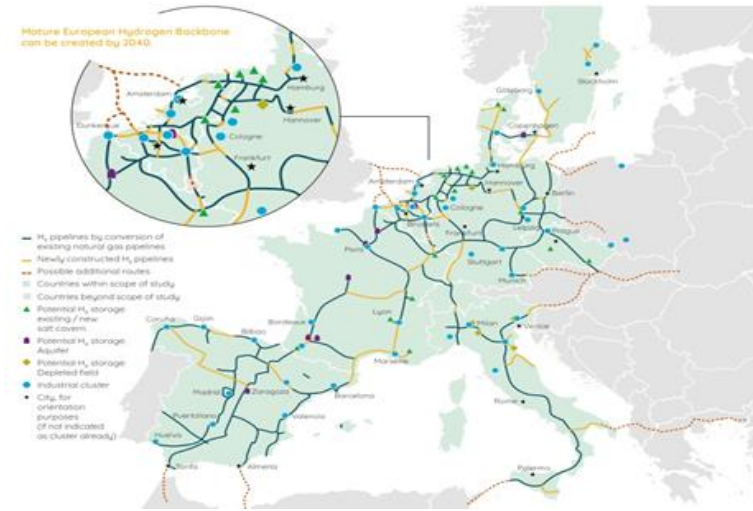 Mature European Hydrogen Backbone
can be created by 2040.
Amsterdam
Hamburg
Dunkerque
Hannover
Cologne
Frankfurt
H₂ pipelines by conversion of
existing natural gas pipelines
Newly constructed H₂ pipelines
Possible additional routes
Countries within scope of study
Countries beyond scope of study
Potential H₂ storage:
existing / new
salt cavern
Potential H₂ storage:
Aquifer
Potential H₂ storage:
Depleted field
Industrial cluster
City, for
orientation
purposes
(if not indicated
as cluster already)
Stockholm
Göteborg
Copenhagen
Hamburg
Amsterdam
Hannover
Berlin
Cologne
Brussels
Leipzig
Frankfurt
Prague
Paris
Stuttgart
Munich
Lyon
Milan
Venice
Bordeaux
Coruña
Gijon
Bilbao
Marseille
Madrid
Zaragoza
Barcelona
Puertollano
Valencia
Huelva
Rome
Tarifa
Almeria
Palermo